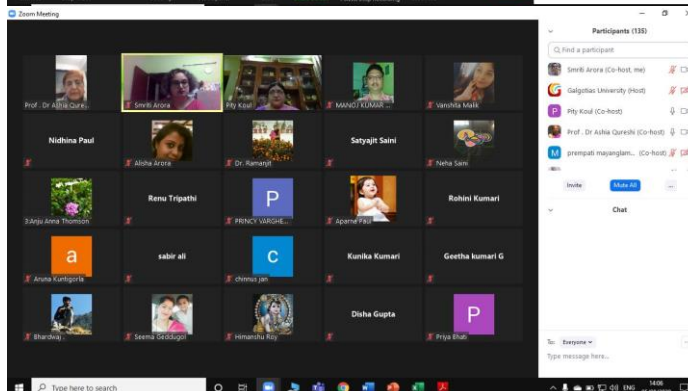 Zoom Meeting
Participants (135)
Find a participant
Smriti Arora (Co-host, me)
Galgotias University (Host)
Pity Koul (Co-host)
Prof . Dr Ashia Qureshi (Co-host)
prempati mayanglam... (Co-host)
Invite
Mute All
...
Chat
Prof . Dr Ashia Qure...
Smriti Arora
Pity Koul
MANOJ KUMAR ...
Vanshita Malik
Nidhina Paul
Alisha Arora
Dr. Ramanjit
Satyajit Saini
Neha Saini
3:Anju Anna Thomson
Renu Tripathi
P
PRINCY VARGHE...
Aparna Paul
Rohini Kumari
a
Aruna Kuntigorla
sabir ali
c
chinnus jan
Kunika Kumari
Geetha kumari G
Bhardwaj .
Seema Geddugol
Himanshu Roy
Disha Gupta
P
Priya Bhati
To: Everyone
Type message here...
Type here to search
ENG
14:06